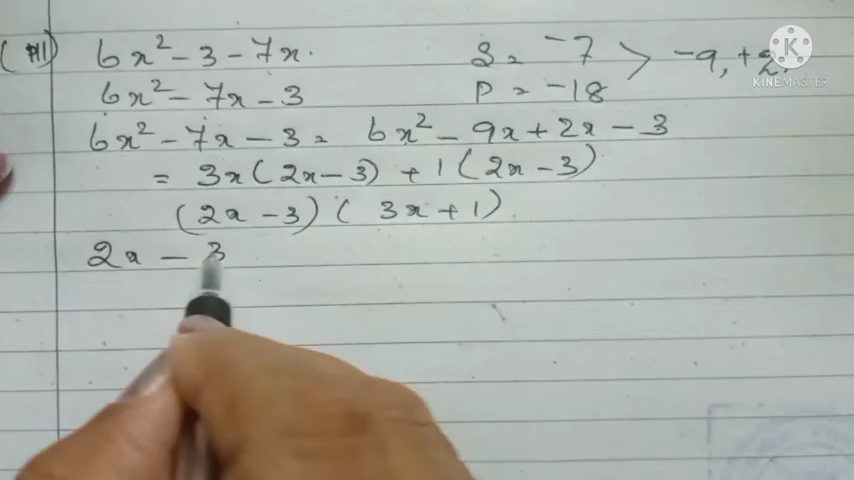 (iii) 6x² - 3 - 7x.
S = -7 > -9, +2.
6x² - 7x - 3
P = -18
6x² - 7x - 3 = 6x² - 9x + 2x - 3
= 3x(2x - 3) + 1(2x - 3)
(2x - 3)(3x + 1)
2x - 3
K
KINEMASTER